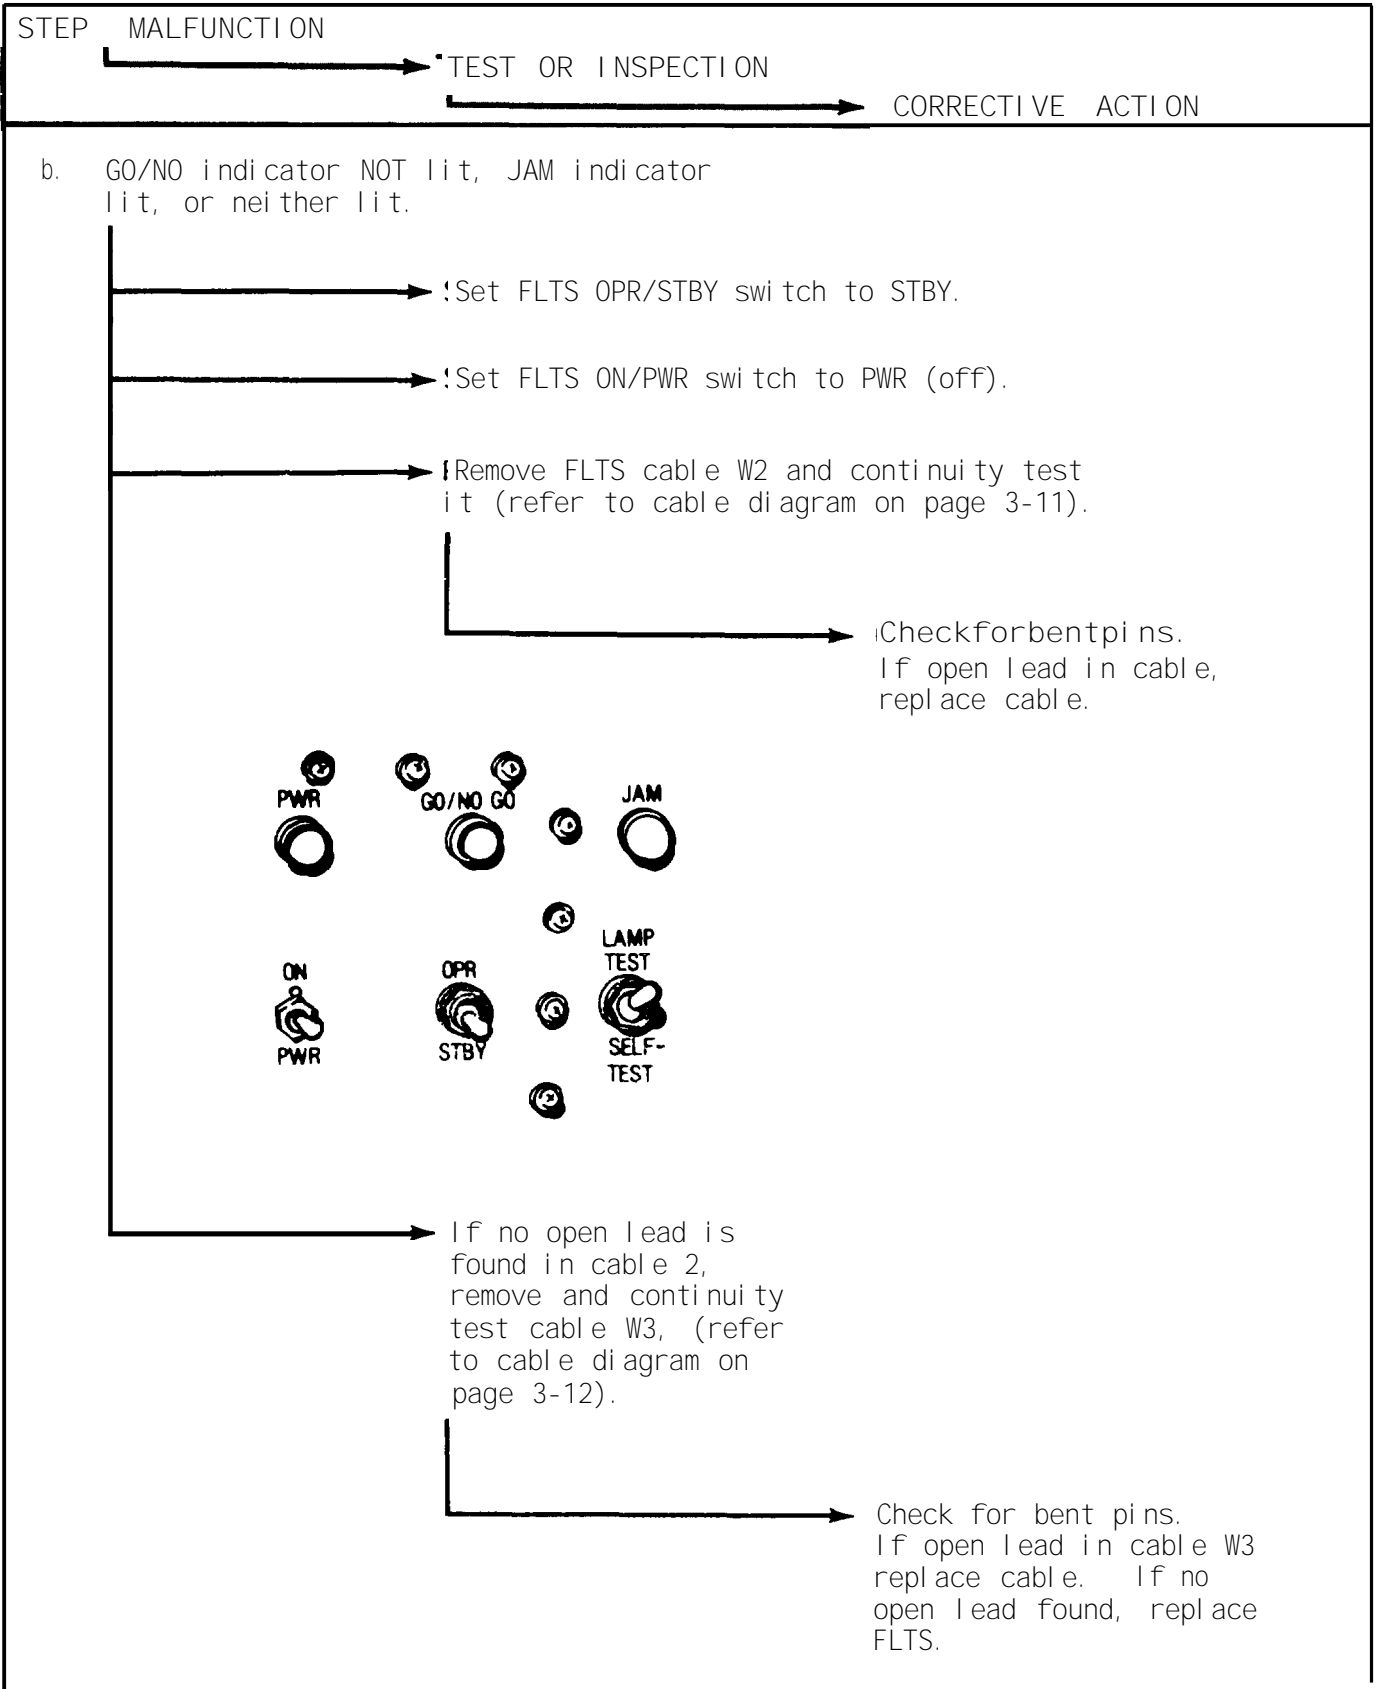 STEP MALFUNCTION
TEST OR INSPECTION
CORRECTIVE ACTION
b. GO/NO indicator NOT lit, JAM indicator
lit, or neither lit.
Set FLTS OPR/STBY switch to STBY.
Set FLTS ON/PWR switch to PWR (off).
Remove FLTS cable W2 and continuity test
it (refer to cable diagram on page 3-11).
Checkforbentpins.
If open lead in cable,
replace cable.
PWR GO/NO GO JAM
LAMP
ON OPR TEST
PWR STBY SELF-
TEST
If no open lead is
found in cable 2,
remove and continuity
test cable W3, (refer
to cable diagram on
page 3-12).
Check for bent pins.
If open lead in cable W3
replace cable. If no
open lead found, replace
FLTS.